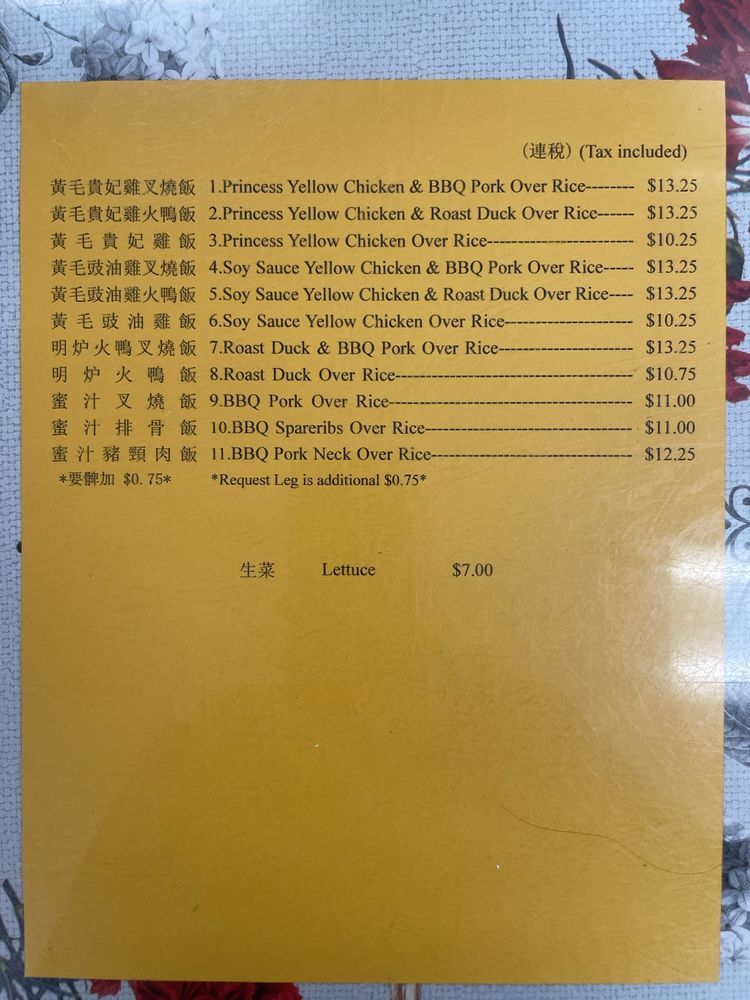 (連稅) (Tax included)
黃毛貴妃雞叉燒飯 1.Princess Yellow Chicken & BBQ Pork Over Rice-------- $13.25
黃毛貴妃雞火鴨飯 2.Princess Yellow Chicken & Roast Duck Over Rice------ $13.25
黃毛貴妃雞飯 3.Princess Yellow Chicken Over Rice-------------------------- $10.25
黃毛豉油雞叉燒飯 4.Soy Sauce Yellow Chicken & BBQ Pork Over Rice----- $13.25
黃毛豉油雞火鴨飯 5.Soy Sauce Yellow Chicken & Roast Duck Over Rice---- $13.25
黃毛豉油雞飯 6.Soy Sauce Yellow Chicken Over Rice----------------------- $10.25
明炉火鴨叉燒飯 7.Roast Duck & BBQ Pork Over Rice------------------------ $13.25
明炉火鴨飯 8.Roast Duck Over Rice------------------------------------------ $10.75
蜜汁叉燒飯 9.BBQ Pork Over Rice------------------------------------------- $11.00
蜜汁排骨飯 10.BBQ Spareribs Over Rice------------------------------------- $11.00
蜜汁豬頸肉飯 11.BBQ Pork Neck Over Rice------------------------------------ $12.25
*要髀加 $0.75* *Request Leg is additional $0.75*
生菜 Lettuce $7.00